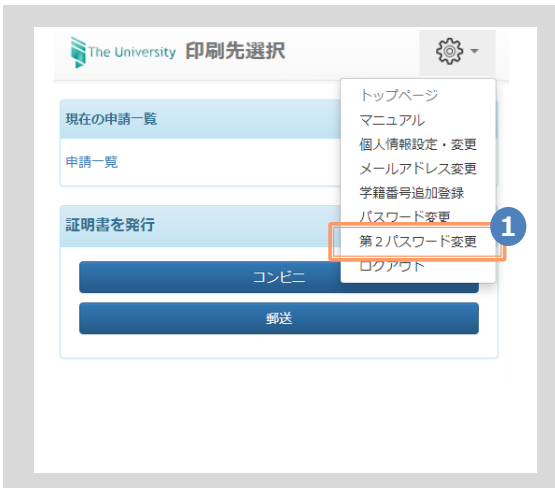 The University 印刷先選択
トップページ
マニュアル
個人情報設定・変更
メールアドレス変更
学籍番号追加登録
パスワード変更
第2パスワード変更
ログアウト
1
現在の申請一覧
申請一覧
証明書を発行
コンビニ
郵送